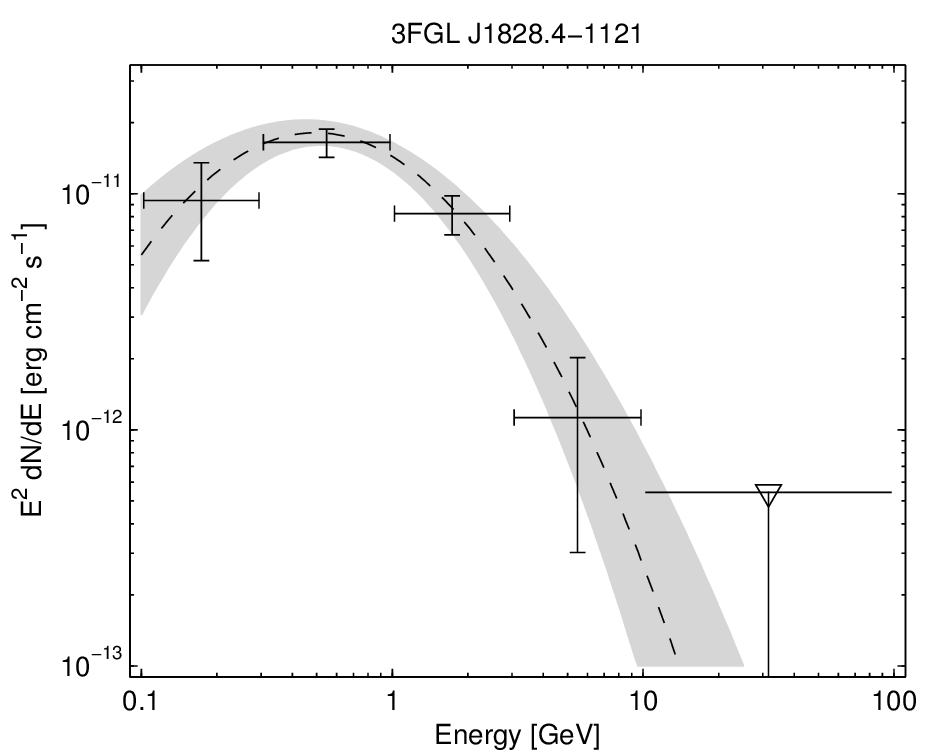 3FGL J1828.4−1121
10⁻¹¹
10⁻¹²
10⁻¹³
E² dN/dE [erg cm⁻² s⁻¹]
0.1 1 10 100
Energy [GeV]